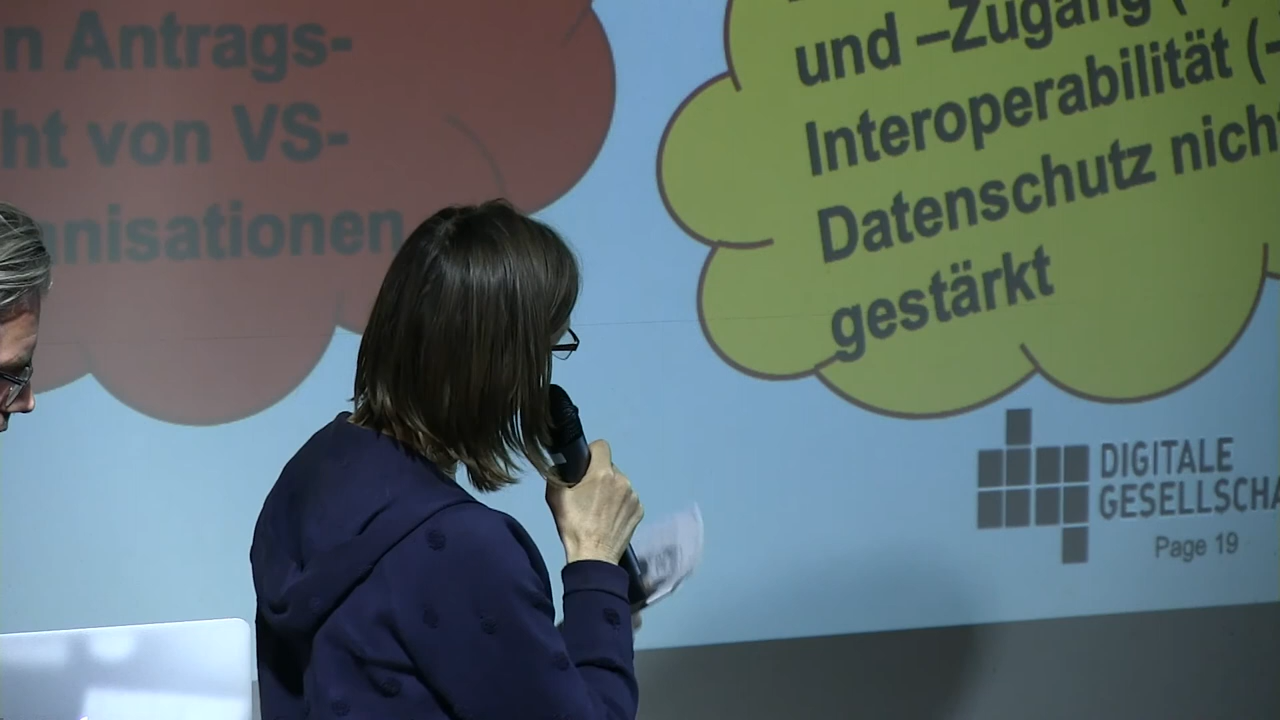 n Antrags-
ht von VS-
anisationen
und –Zugang (
Interoperabilität (-
Datenschutz nich
gestärkt
DIGITALE
GESELLSCHA
Page 19